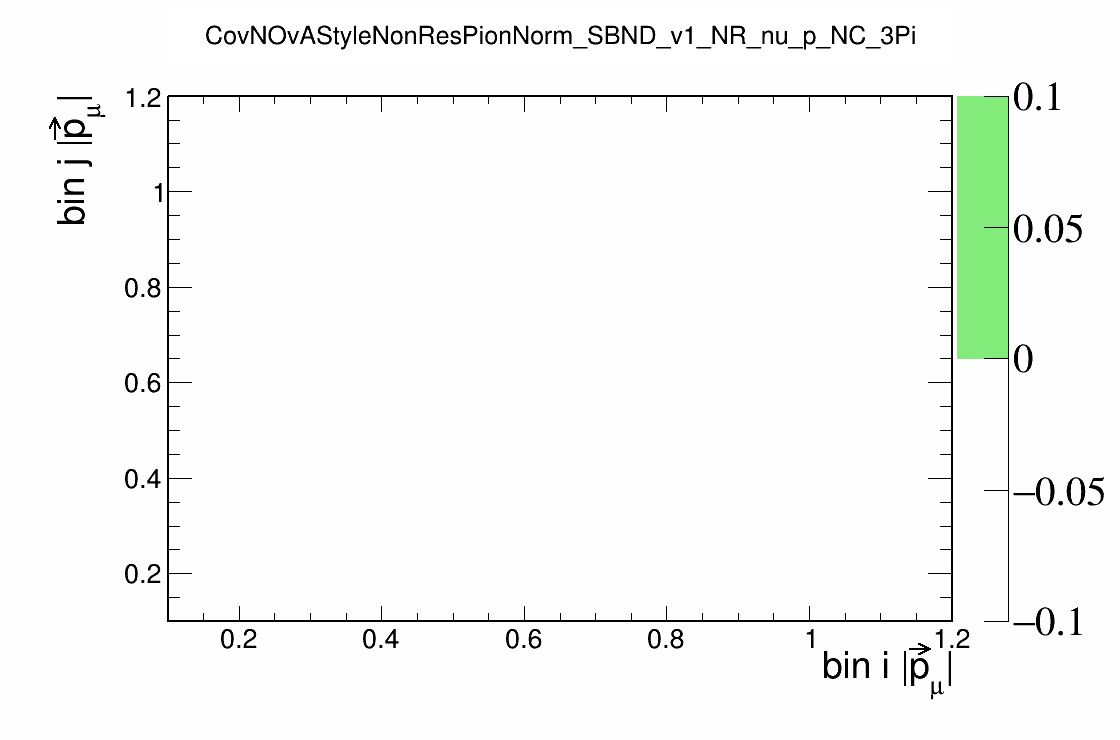 CovNOvAStyleNonResPionNorm_SBND_v1_NR_nu_p_NC_3Pi
bin j |p⃗μ|
1.2
1
0.8
0.6
0.4
0.2
0.2 0.4 0.6 0.8 1 1.2
bin i |p⃗μ|
0.1
0.05
0
−0.05
−0.1